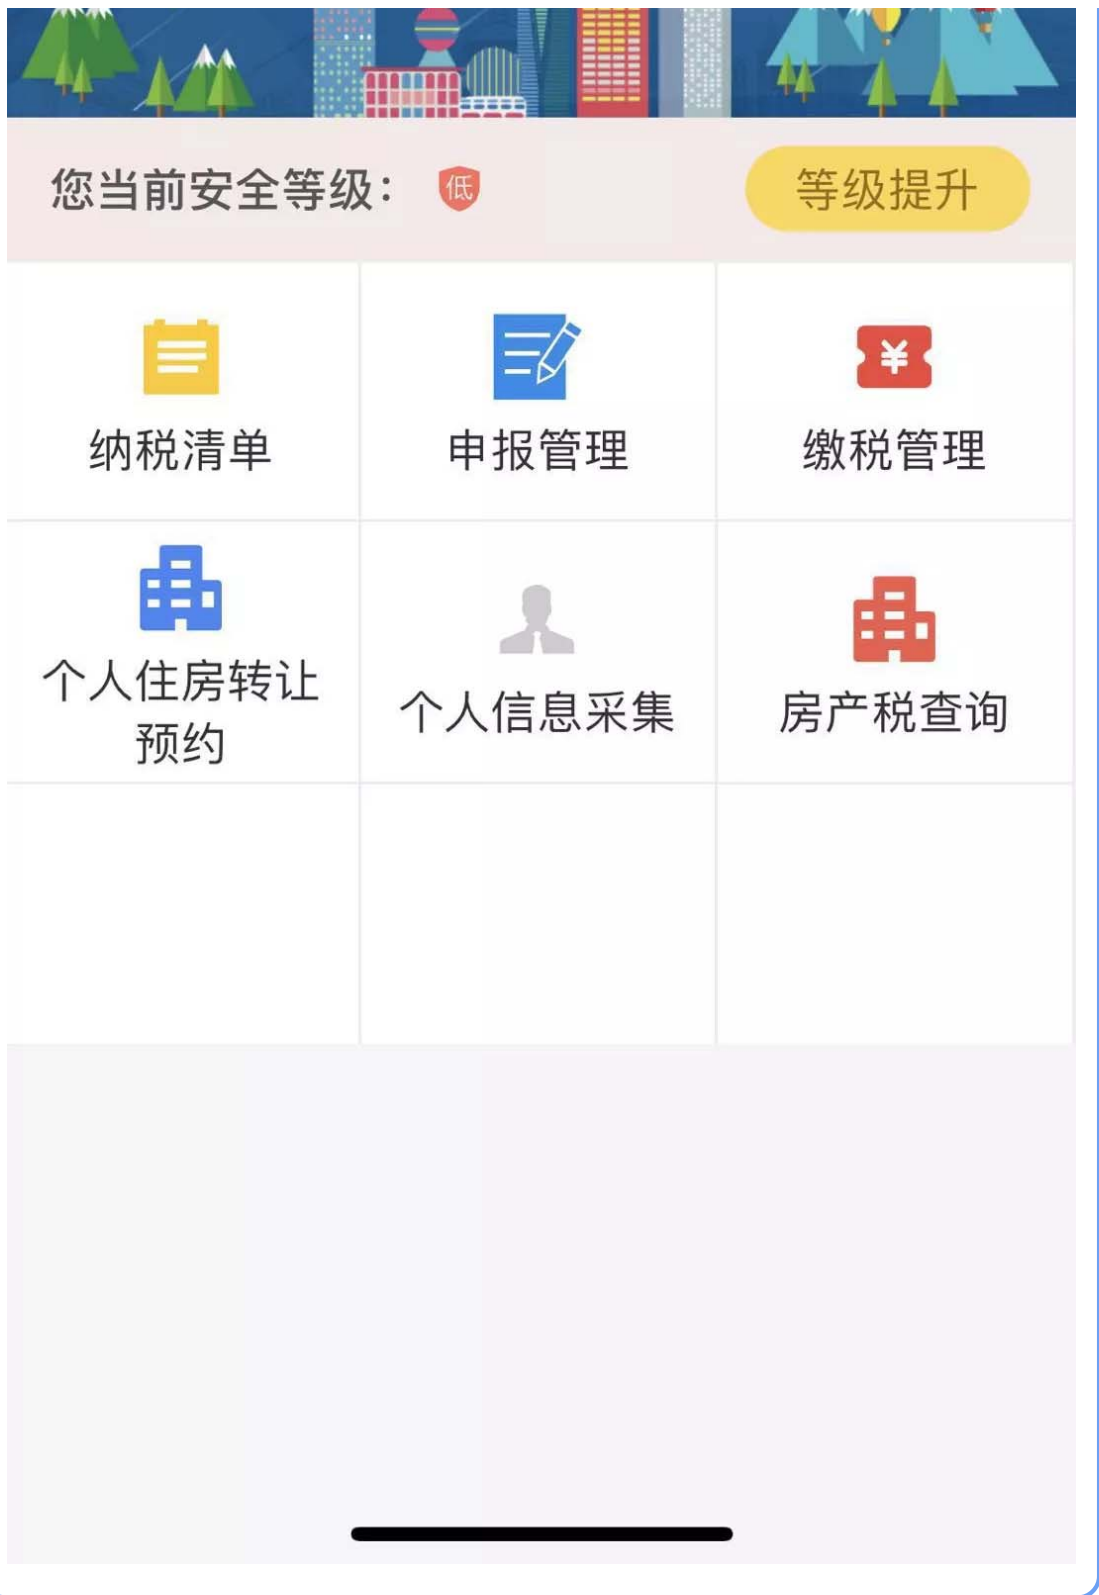 您当前安全等级： 低 等级提升
纳税清单 申报管理 缴税管理
个人住房转让
预约
个人信息采集 房产税查询